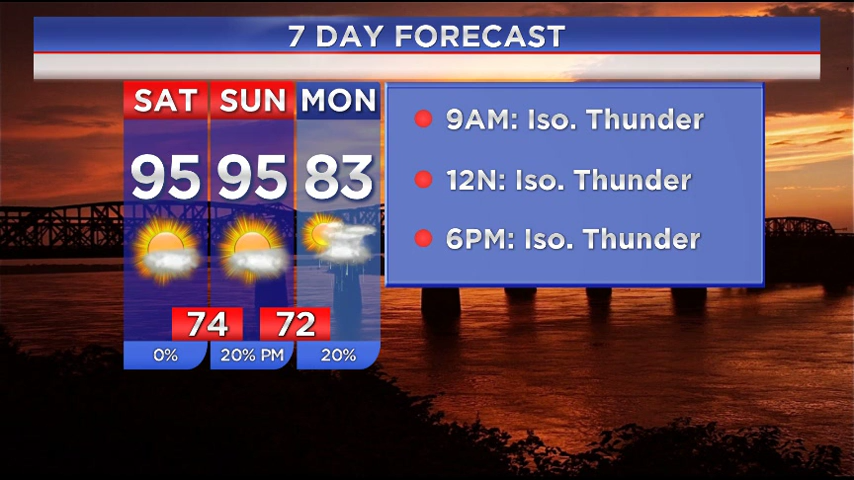 7 DAY FORECAST
SAT SUN MON
95 95 83
74 72
0% 20% PM 20%
9AM: Iso. Thunder
12N: Iso. Thunder
6PM: Iso. Thunder